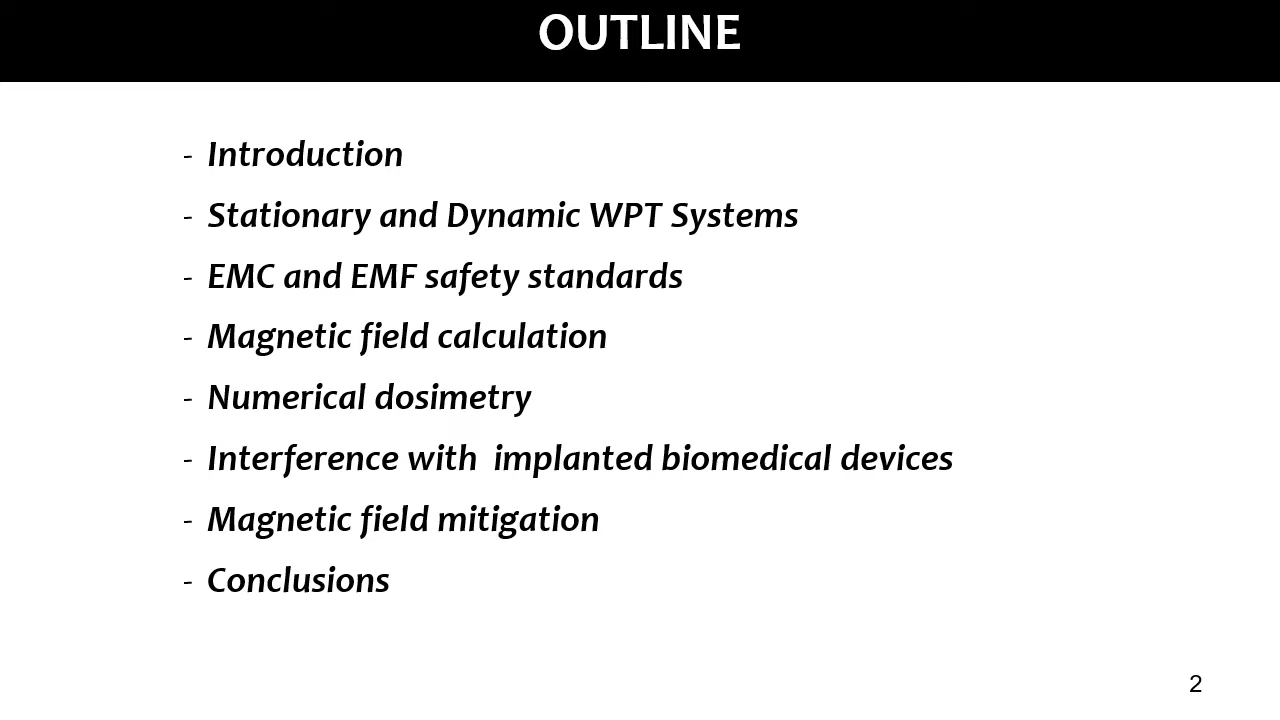 OUTLINE
- Introduction
- Stationary and Dynamic WPT Systems
- EMC and EMF safety standards
- Magnetic field calculation
- Numerical dosimetry
- Interference with  implanted biomedical devices
- Magnetic field mitigation
- Conclusions
2